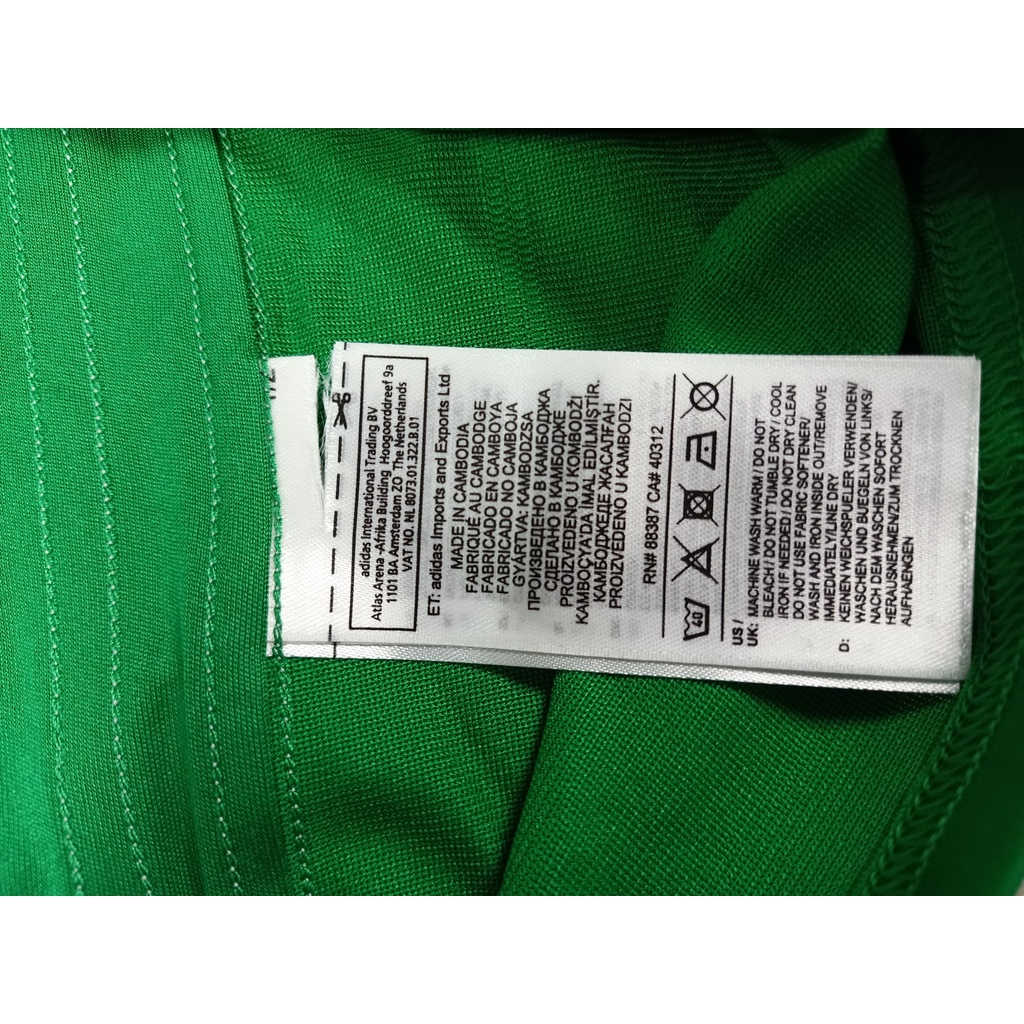 adidas International Trading BV
Atlas Arena -Afrika Building Hoogoorddreef 9a
1101 BA Amsterdam ZO The Netherlands
VAT NO. NL 8073.01.322.B.01
ET: adidas Imports and Exports Ltd
MADE IN CAMBODIA
FABRIQUÉ AU CAMBODGE
FABRICADO EN CAMBOYA
FABRICADO NO CAMBOJA
GYÁRTVA: KAMBODZSA
ПРОИЗВЕДЕНО В КАМБОДЖА
СДЕЛАНО В КАМБОДЖЕ
PROIZVEDENO U KOMBODŽI
KAMBOÇYADA İMAL EDİLMİŞTİR.
КАМБОДЖЕДЕ ЖАСАЛҒАН
PROIZVEDENO U KAMBODZI
RN# 88387 CA# 40312
40
US /
UK: MACHINE WASH WARM / DO NOT
BLEACH / DO NOT TUMBLE DRY / COOL
IRON IF NEEDED / DO NOT DRY CLEAN
DO NOT USE FABRIC SOFTENER/
WASH AND IRON INSIDE OUT/REMOVE
IMMEDIATELY/LINE DRY
D: KEINEN WEICHSPUELER VERWENDEN/
WASCHEN UND BUEGELN VON LINKS/
NACH DEM WASCHEN SOFORT
HERAUSNEHMEN/ZUM TROCKNEN
AUFHAENGEN